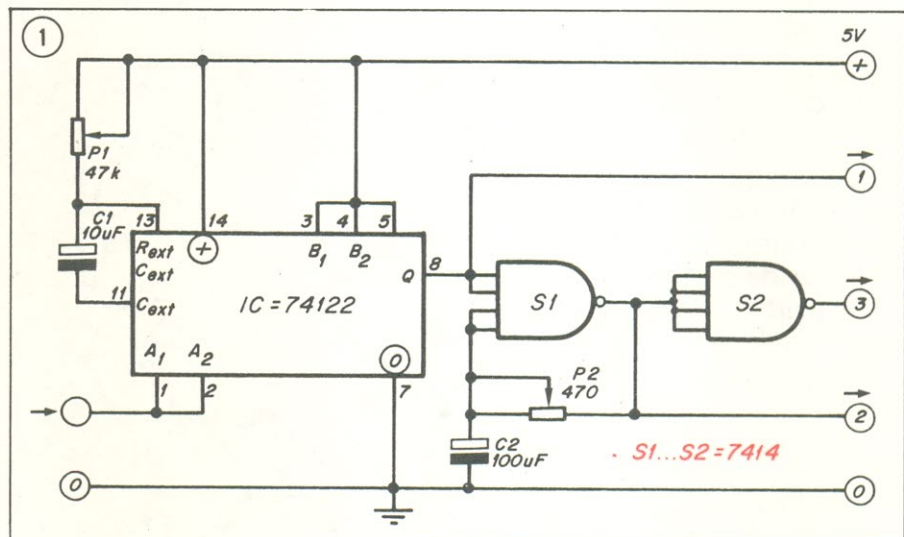 1
5V
+
P1
47k
1
C1
10uF
13
14
3
4
5
Rext
Cext
+
B1
B2
Q
8
11
Cext
IC = 74122
S1
S2
3
A1
A2
0
P2
470
1
2
7
2
C2
100uF
S1...S2=7414
0
0